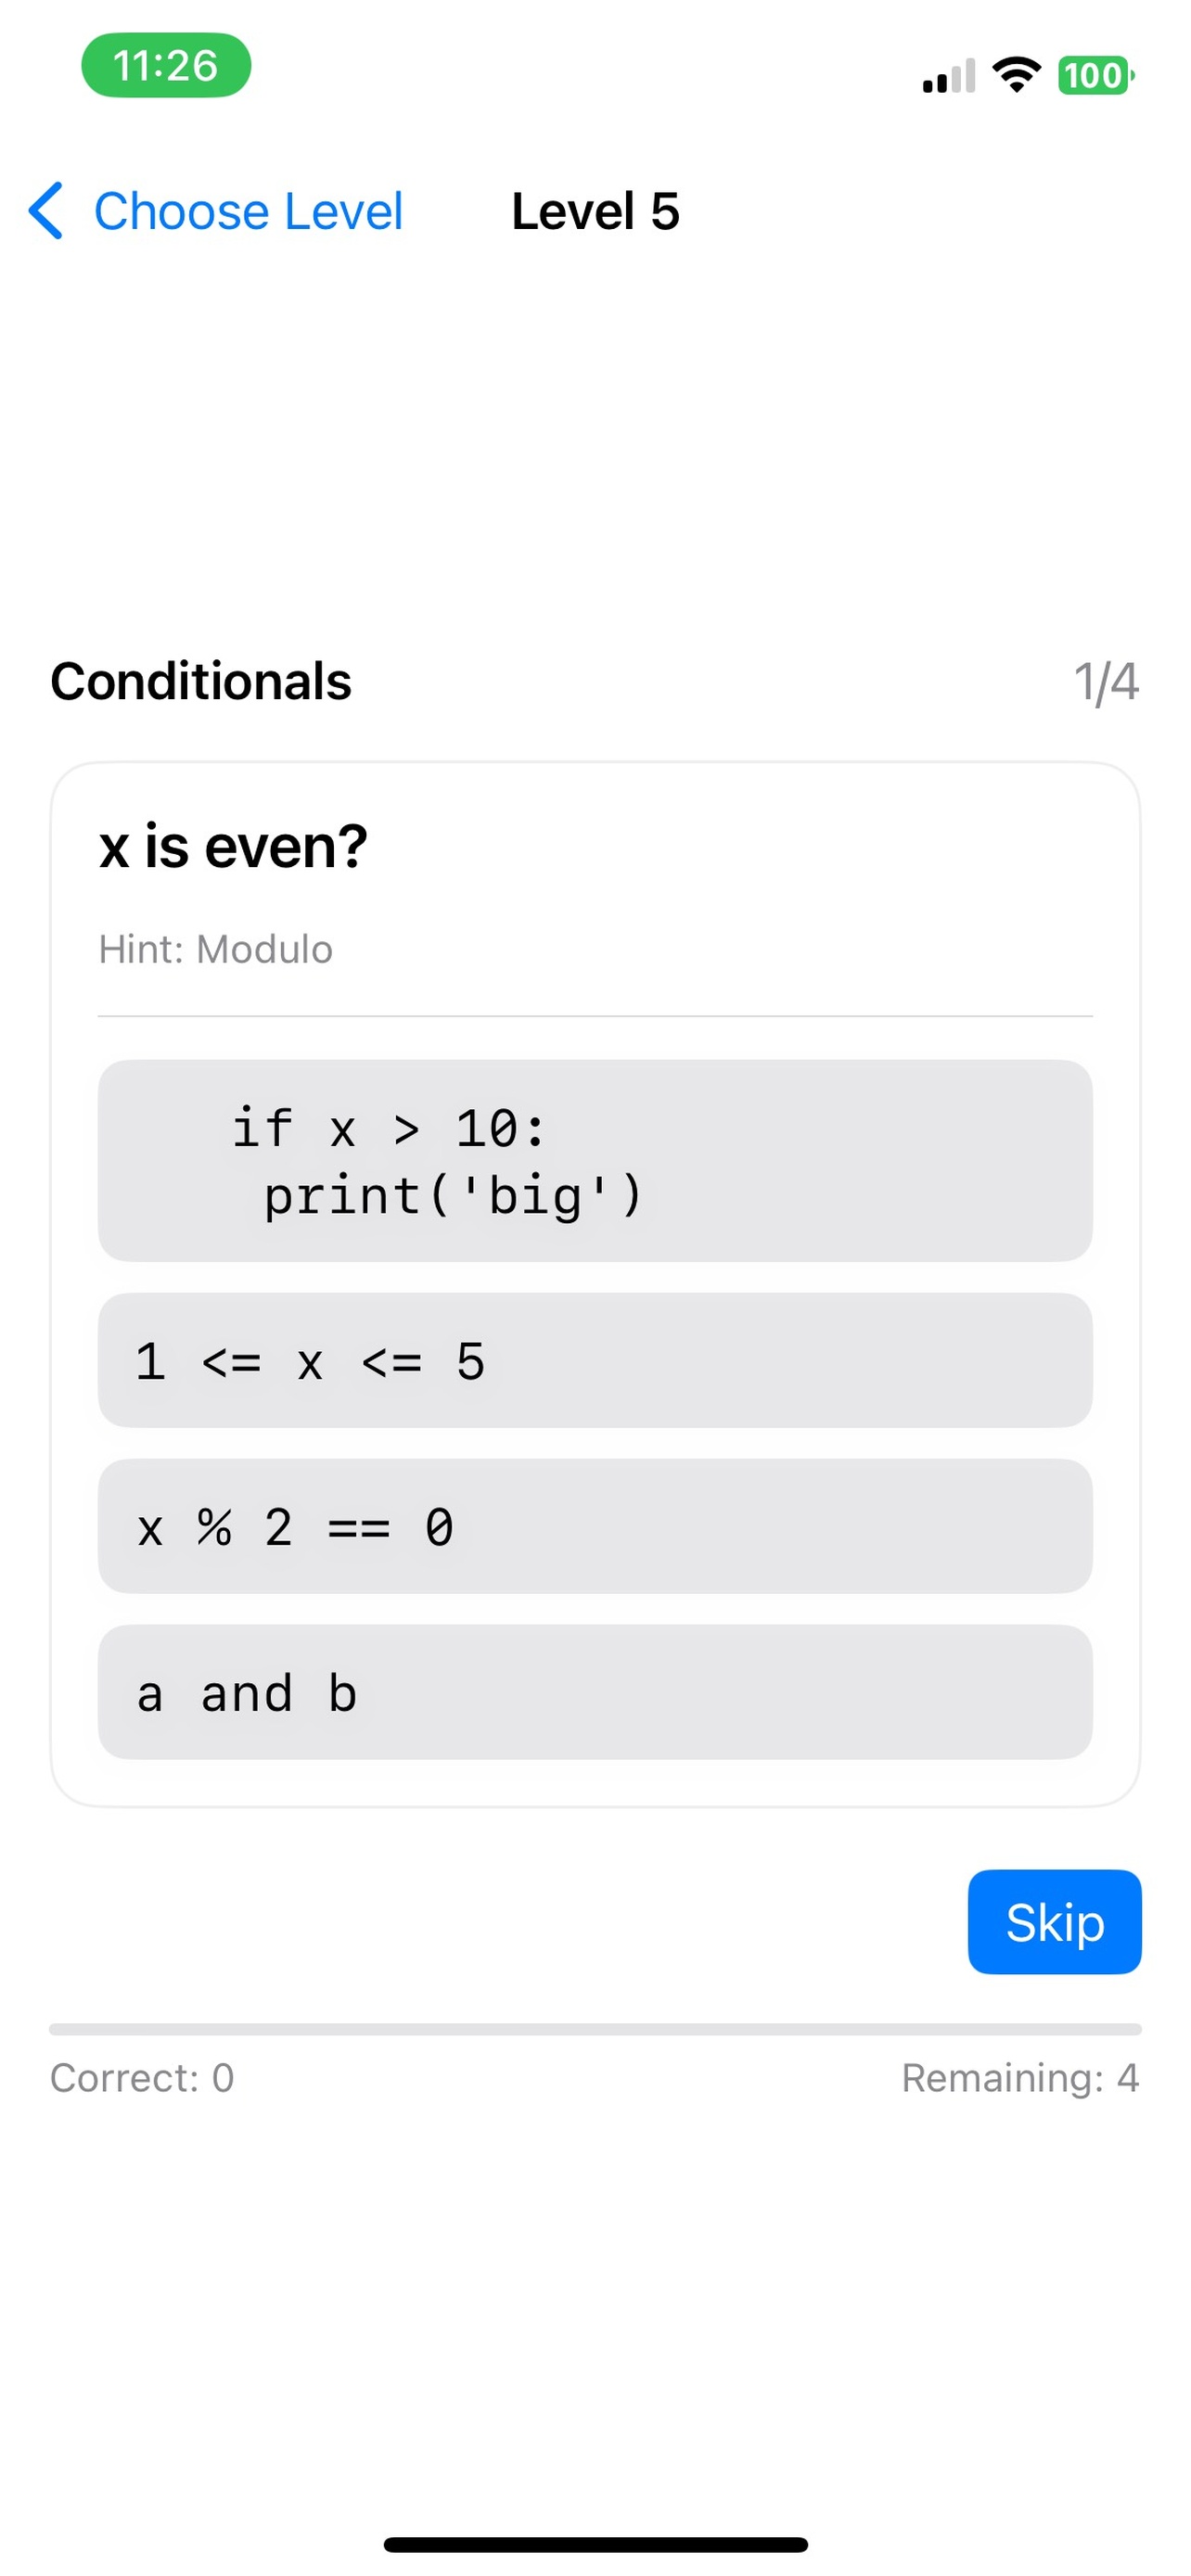 11:26
100
Choose Level
Level 5
Conditionals
1/4
x is even?
Hint: Modulo
if x > 10:
print('big')
1 <= x <= 5
x % 2 == 0
a and b
Skip
Correct: 0
Remaining: 4